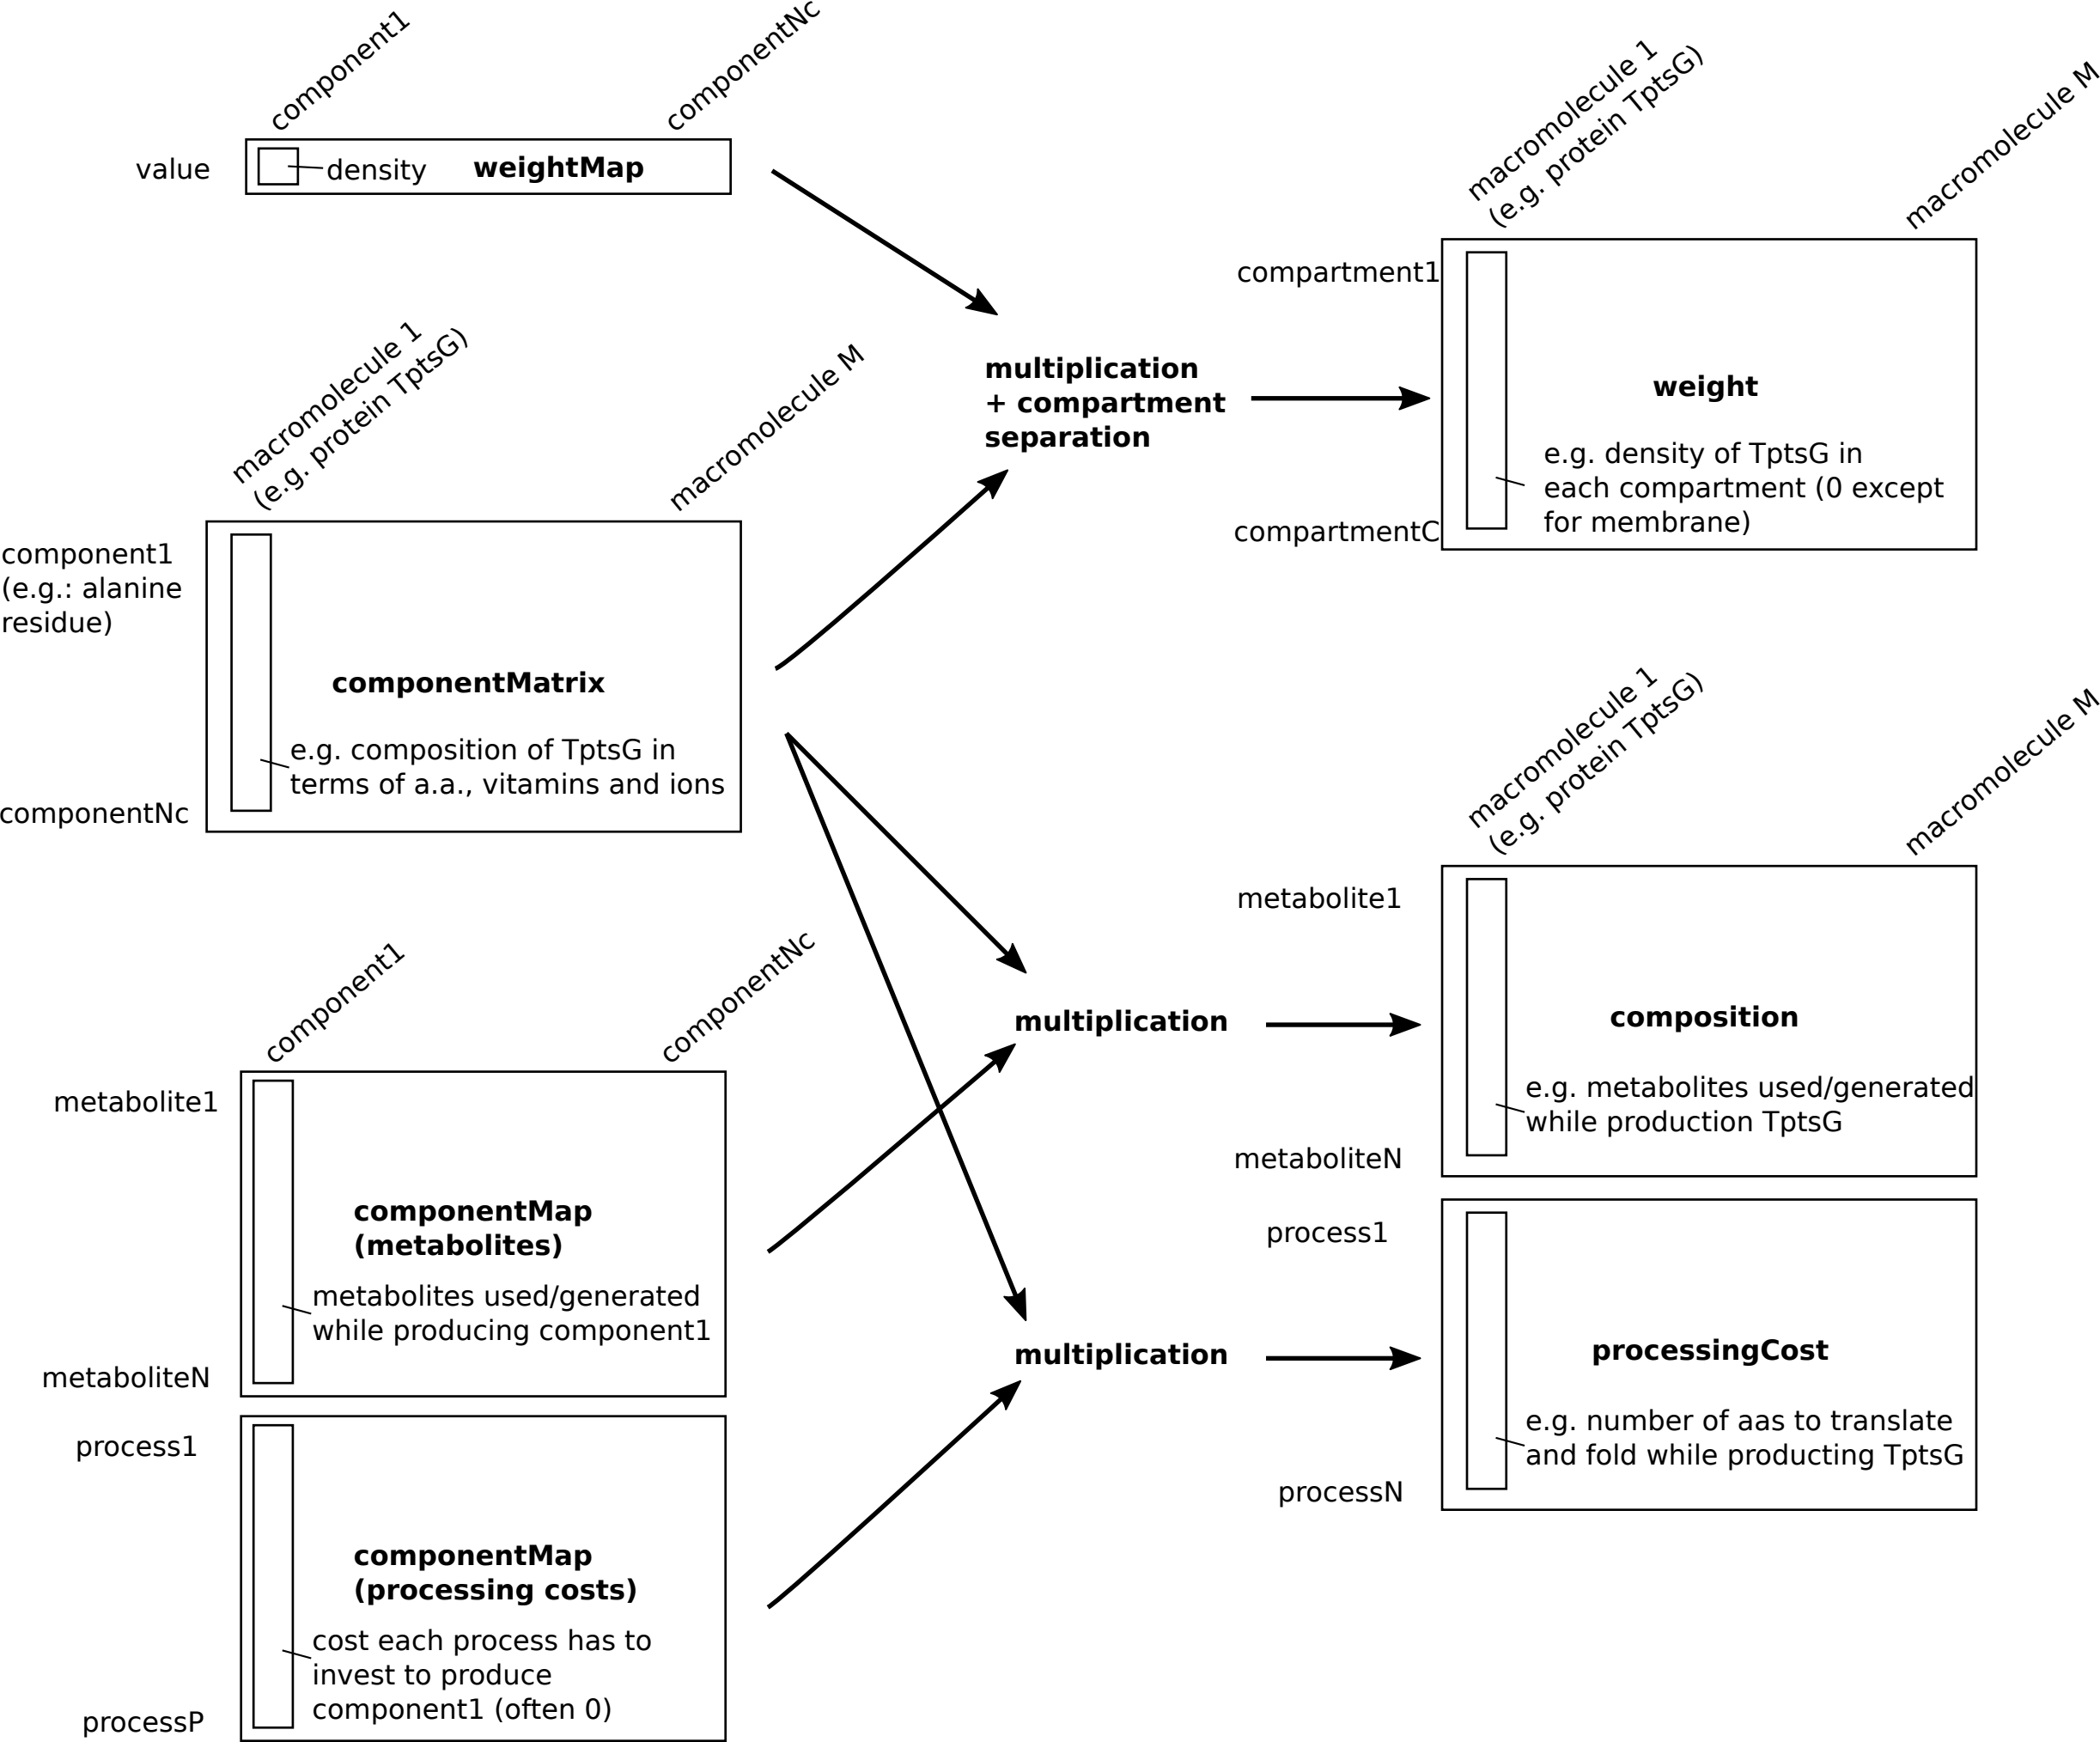 component1
componentNc
value
density
weightMap
macromolecule 1
(e.g. protein TptsG)
macromolecule M
compartment1
compartmentC
weight
e.g. density of TptsG in
each compartment (0 except
for membrane)
multiplication
+ compartment
separation
macromolecule 1
(e.g. protein TptsG)
macromolecule M
component1
(e.g.: alanine
residue)
componentNc
componentMatrix
e.g. composition of TptsG in
terms of a.a., vitamins and ions
macromolecule 1
(e.g. protein TptsG)
macromolecule M
metabolite1
metaboliteN
composition
e.g. metabolites used/generated
while production TptsG
multiplication
component1
componentNc
metabolite1
metaboliteN
componentMap
(metabolites)
metabolites used/generated
while producing component1
process1
processN
processingCost
e.g. number of aas to translate
and fold while producting TptsG
multiplication
process1
processP
componentMap
(processing costs)
cost each process has to
invest to produce
component1 (often 0)